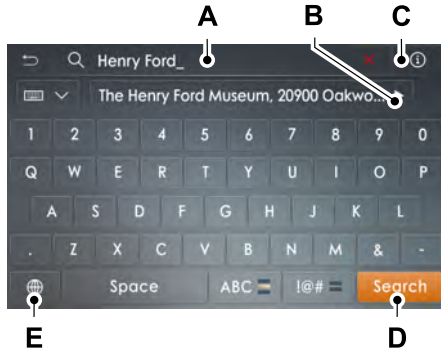 A B C
Henry Ford_
The Henry Ford Museum, 20900 Oakwo...
1 2 3 4 5 6 7 8 9 0
Q W E R T Y U I O P
A S D F G H J K L
. Z X C V B N M & -
Space ABC !@# Search
E D